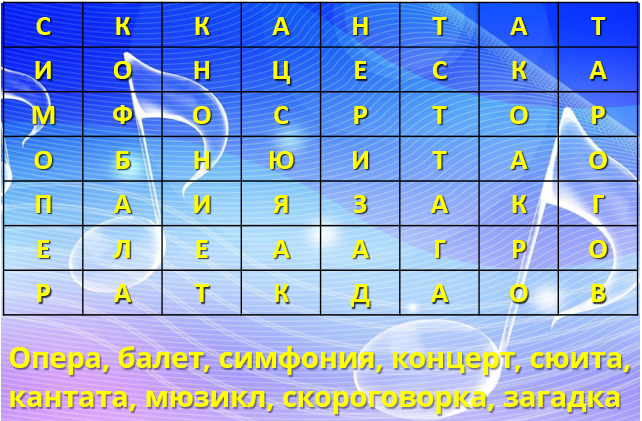 С К К А Н Т А Т
И О Н Ц Е С К А
М Ф О С Р Т О Р
О Б Н Ю И Т А О
П А И Я З А К Г
Е Л Е А А Г Р О
Р А Т К Д А О В
Опера, балет, симфония, концерт, сюита,
кантата, мюзикл, скороговорка, загадка